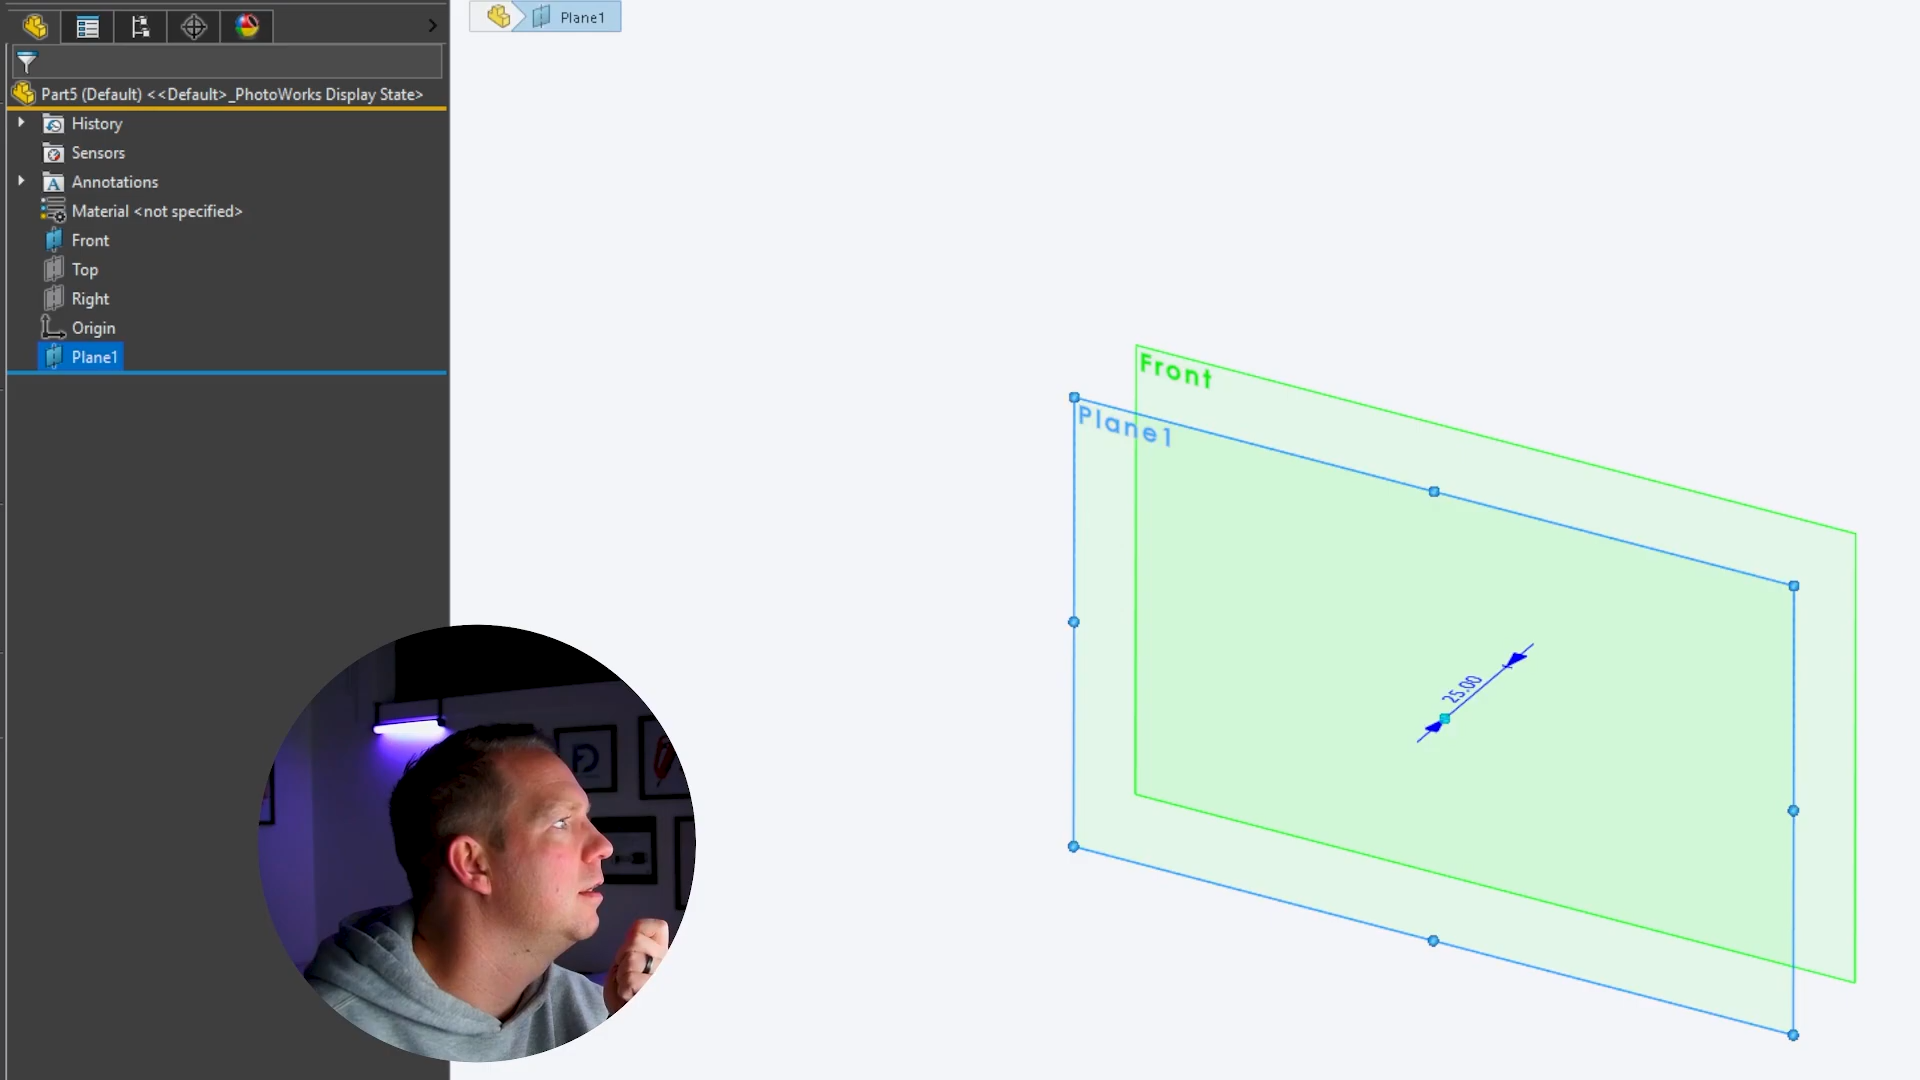 Plane1
Part5 (Default) <<Default>_PhotoWorks Display State>
History
Sensors
Annotations
Material <not specified>
Front
Top
Right
Origin
Plane1
Front
Plane1
25.00